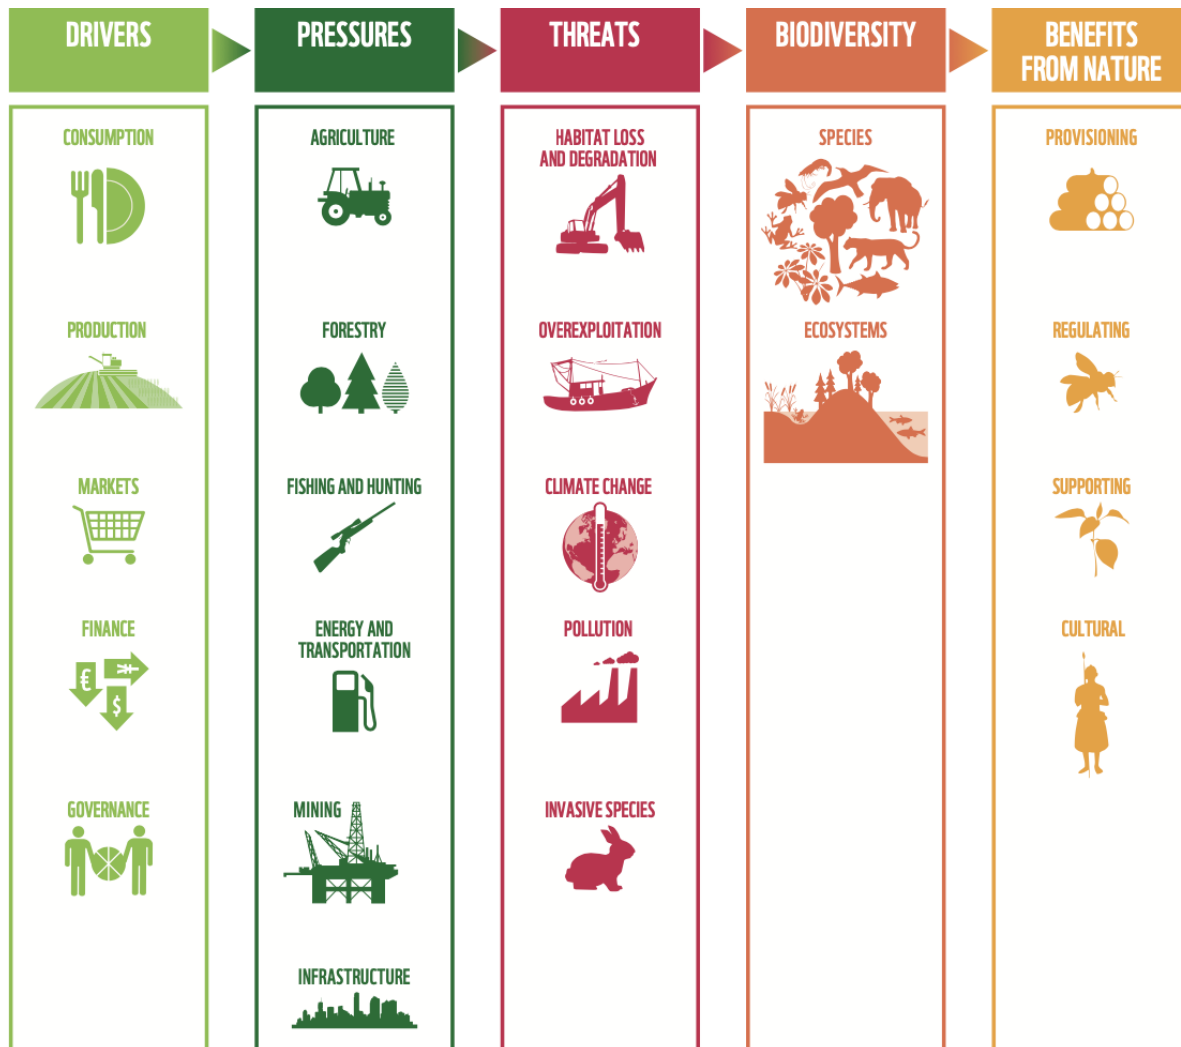 DRIVERS
PRESSURES
THREATS
BIODIVERSITY
BENEFITS
FROM NATURE
CONSUMPTION
PRODUCTION
MARKETS
FINANCE
€
¥
$
GOVERNANCE
AGRICULTURE
FORESTRY
FISHING AND HUNTING
ENERGY AND
TRANSPORTATION
MINING
INFRASTRUCTURE
HABITAT LOSS
AND DEGRADATION
OVEREXPLOITATION
CLIMATE CHANGE
POLLUTION
INVASIVE SPECIES
SPECIES
ECOSYSTEMS
PROVISIONING
REGULATING
SUPPORTING
CULTURAL